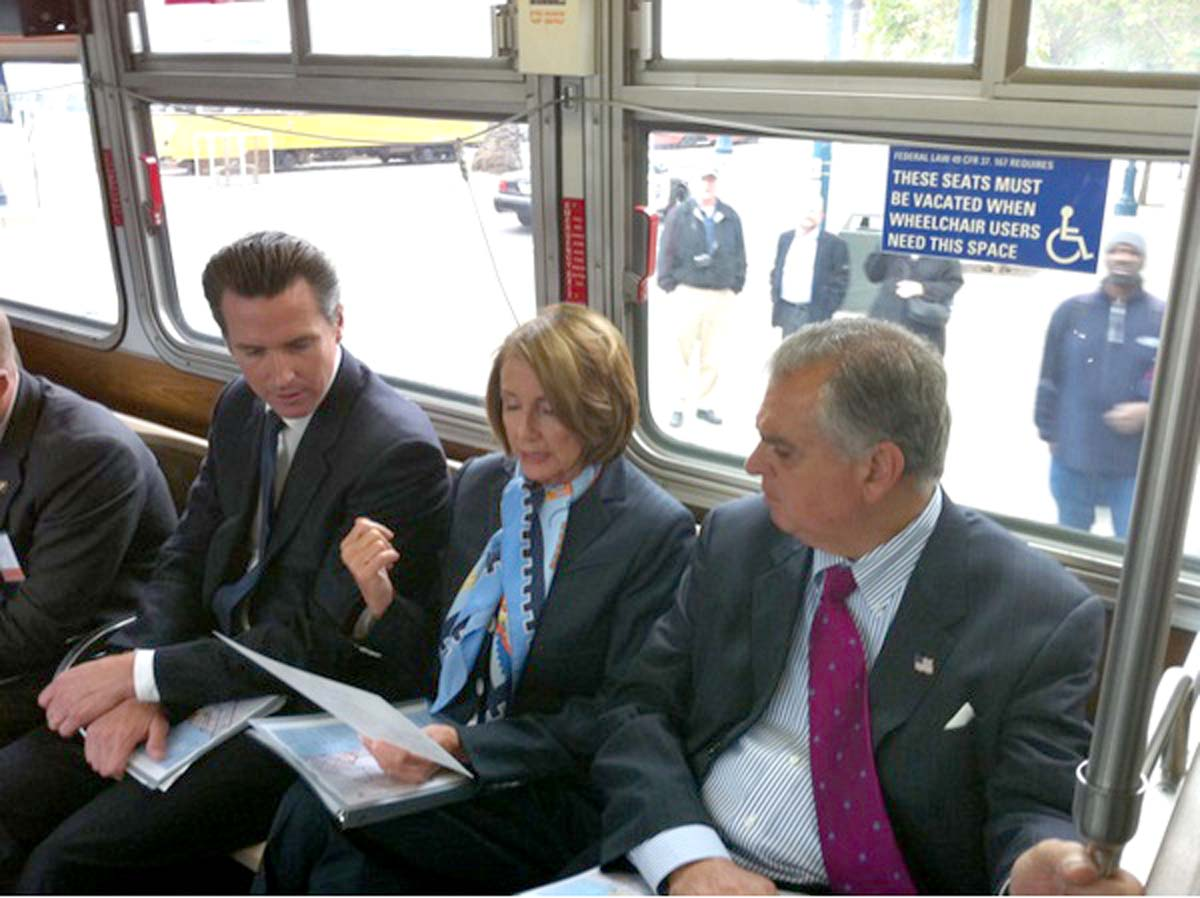 FEDERAL LAW 49 CFR 37. 167 REQUIRES
THESE SEATS MUST
BE VACATED WHEN
WHEELCHAIR USERS
NEED THIS SPACE